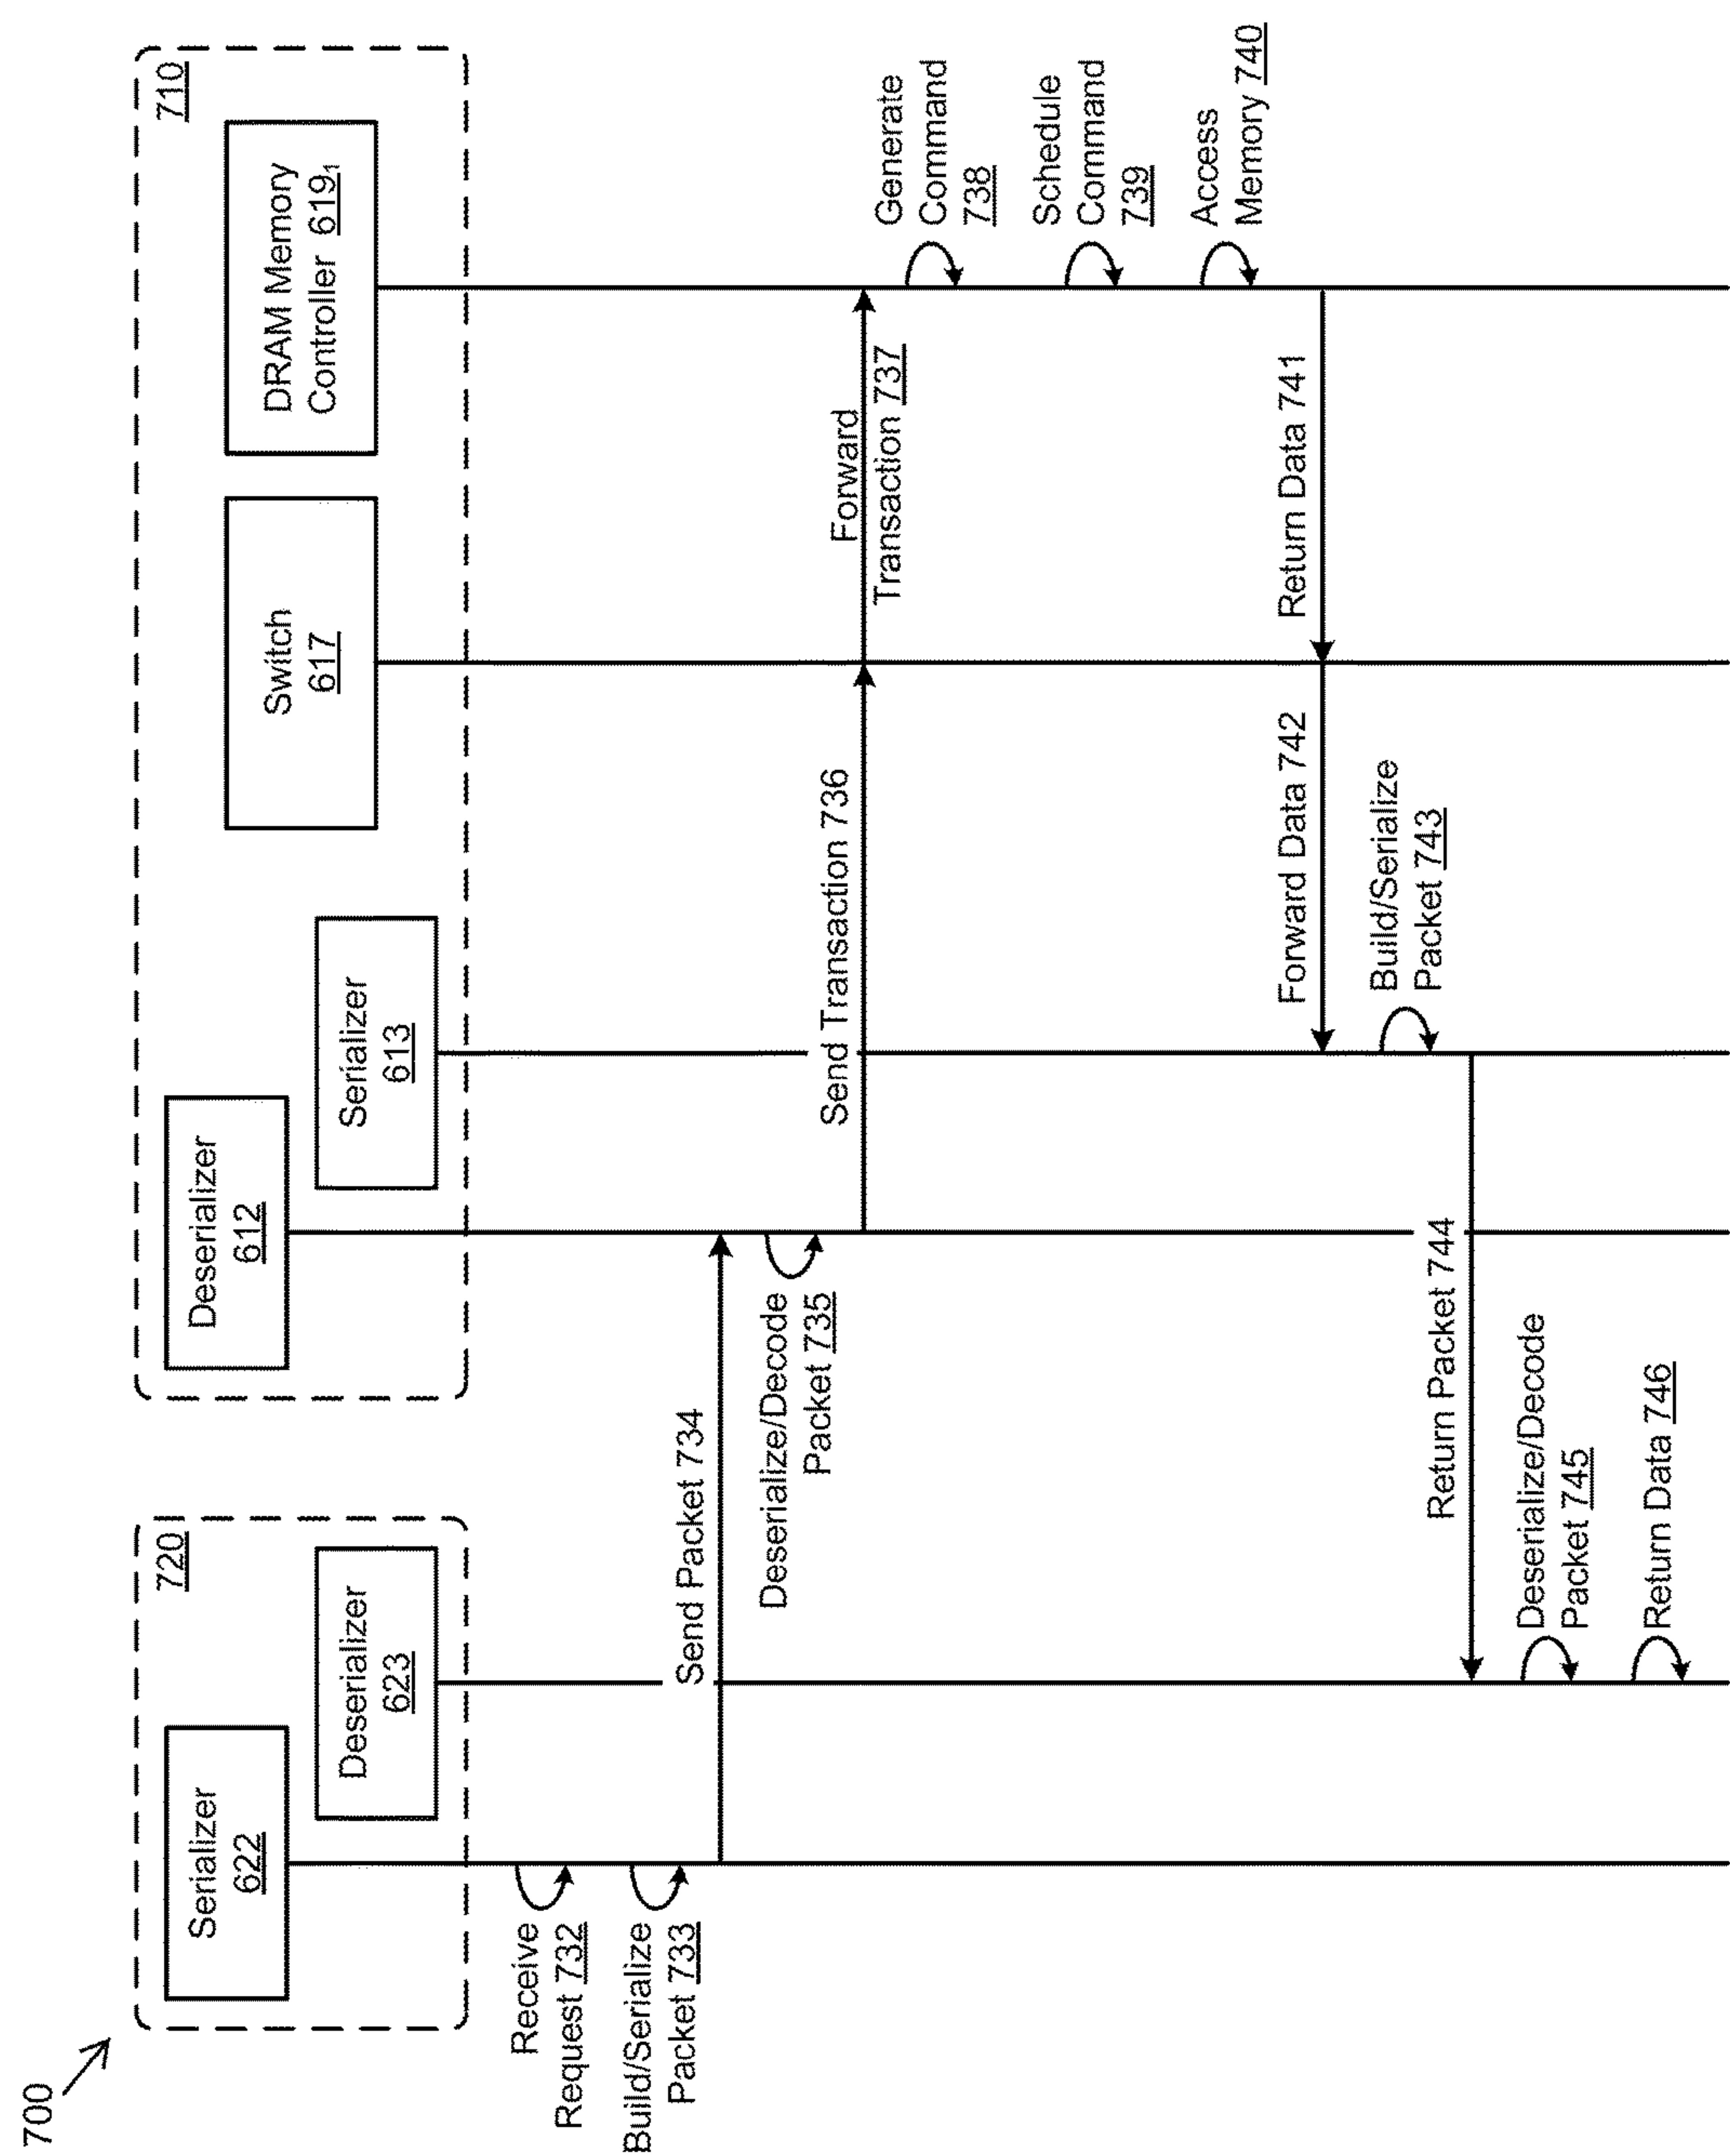 700
720
710
Serializer
622
Deserializer
623
Deserializer
612
Serializer
613
Switch
617
DRAM Memory
Controller 619₁
Receive
Request 732
Build/Serialize
Packet 733
Send Packet 734
Deserialize/Decode
Packet 735
Send Transaction 736
Forward
Transaction 737
Generate
Command
738
Schedule
Command
739
Access
Memory 740
Return Data 741
Forward Data 742
Build/Serialize
Packet 743
Return Packet 744
Deserialize/Decode
Packet 745
Return Data 746